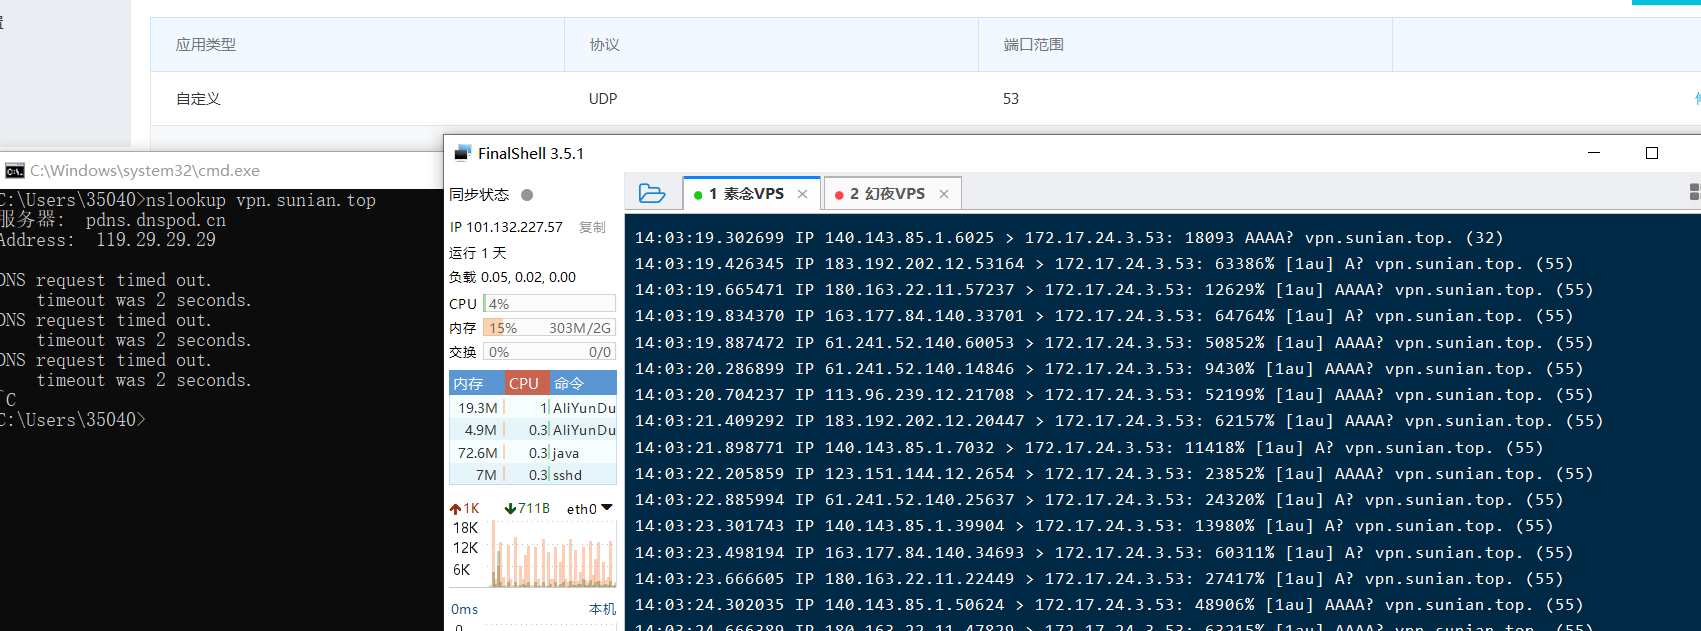 置
应用类型 协议 端口范围
自定义 UDP 53
C:\Windows\system32\cmd.exe
C:\Users\35040>nslookup vpn.sunian.top
服务器:  pdns.dnspod.cn
Address:  119.29.29.29
DNS request timed out.
    timeout was 2 seconds.
DNS request timed out.
    timeout was 2 seconds.
DNS request timed out.
    timeout was 2 seconds.
^C
C:\Users\35040>
FinalShell 3.5.1
同步状态
IP 101.132.227.57 复制
运行 1 天
负载 0.05, 0.02, 0.00
CPU 4%
内存 15% 303M/2G
交换 0% 0/0
内存 CPU 命令
19.3M 1 AliYunDu
4.9M 0.3 AliYunDu
72.6M 0.3 java
7M 0.3 sshd
1K 711B eth0
18K
12K
6K
0ms 本机
0
1 素念VPS × 2 幻夜VPS ×
14:03:19.302699 IP 140.143.85.1.6025 > 172.17.24.3.53: 18093 AAAA? vpn.sunian.top. (32)
14:03:19.426345 IP 183.192.202.12.53164 > 172.17.24.3.53: 63386% [1au] A? vpn.sunian.top. (55)
14:03:19.665471 IP 180.163.22.11.57237 > 172.17.24.3.53: 12629% [1au] AAAA? vpn.sunian.top. (55)
14:03:19.834370 IP 163.177.84.140.33701 > 172.17.24.3.53: 64764% [1au] A? vpn.sunian.top. (55)
14:03:19.887472 IP 61.241.52.140.60053 > 172.17.24.3.53: 50852% [1au] AAAA? vpn.sunian.top. (55)
14:03:20.286899 IP 61.241.52.140.14846 > 172.17.24.3.53: 9430% [1au] AAAA? vpn.sunian.top. (55)
14:03:20.704237 IP 113.96.239.12.21708 > 172.17.24.3.53: 52199% [1au] AAAA? vpn.sunian.top. (55)
14:03:21.409292 IP 183.192.202.12.20447 > 172.17.24.3.53: 62157% [1au] AAAA? vpn.sunian.top. (55)
14:03:21.898771 IP 140.143.85.1.7032 > 172.17.24.3.53: 11418% [1au] A? vpn.sunian.top. (55)
14:03:22.205859 IP 123.151.144.12.2654 > 172.17.24.3.53: 23852% [1au] AAAA? vpn.sunian.top. (55)
14:03:22.885994 IP 61.241.52.140.25637 > 172.17.24.3.53: 24320% [1au] A? vpn.sunian.top. (55)
14:03:23.301743 IP 140.143.85.1.39904 > 172.17.24.3.53: 13980% [1au] A? vpn.sunian.top. (55)
14:03:23.498194 IP 163.177.84.140.34693 > 172.17.24.3.53: 60311% [1au] A? vpn.sunian.top. (55)
14:03:23.666605 IP 180.163.22.11.22449 > 172.17.24.3.53: 27417% [1au] A? vpn.sunian.top. (55)
14:03:24.302035 IP 140.143.85.1.50624 > 172.17.24.3.53: 48906% [1au] AAAA? vpn.sunian.top. (55)
14:03:24.666389 IP 180.163.22.11.47829 > 172.17.24.3.53: 63215% [1au] AAAA? vpn.sunian.top. (55)